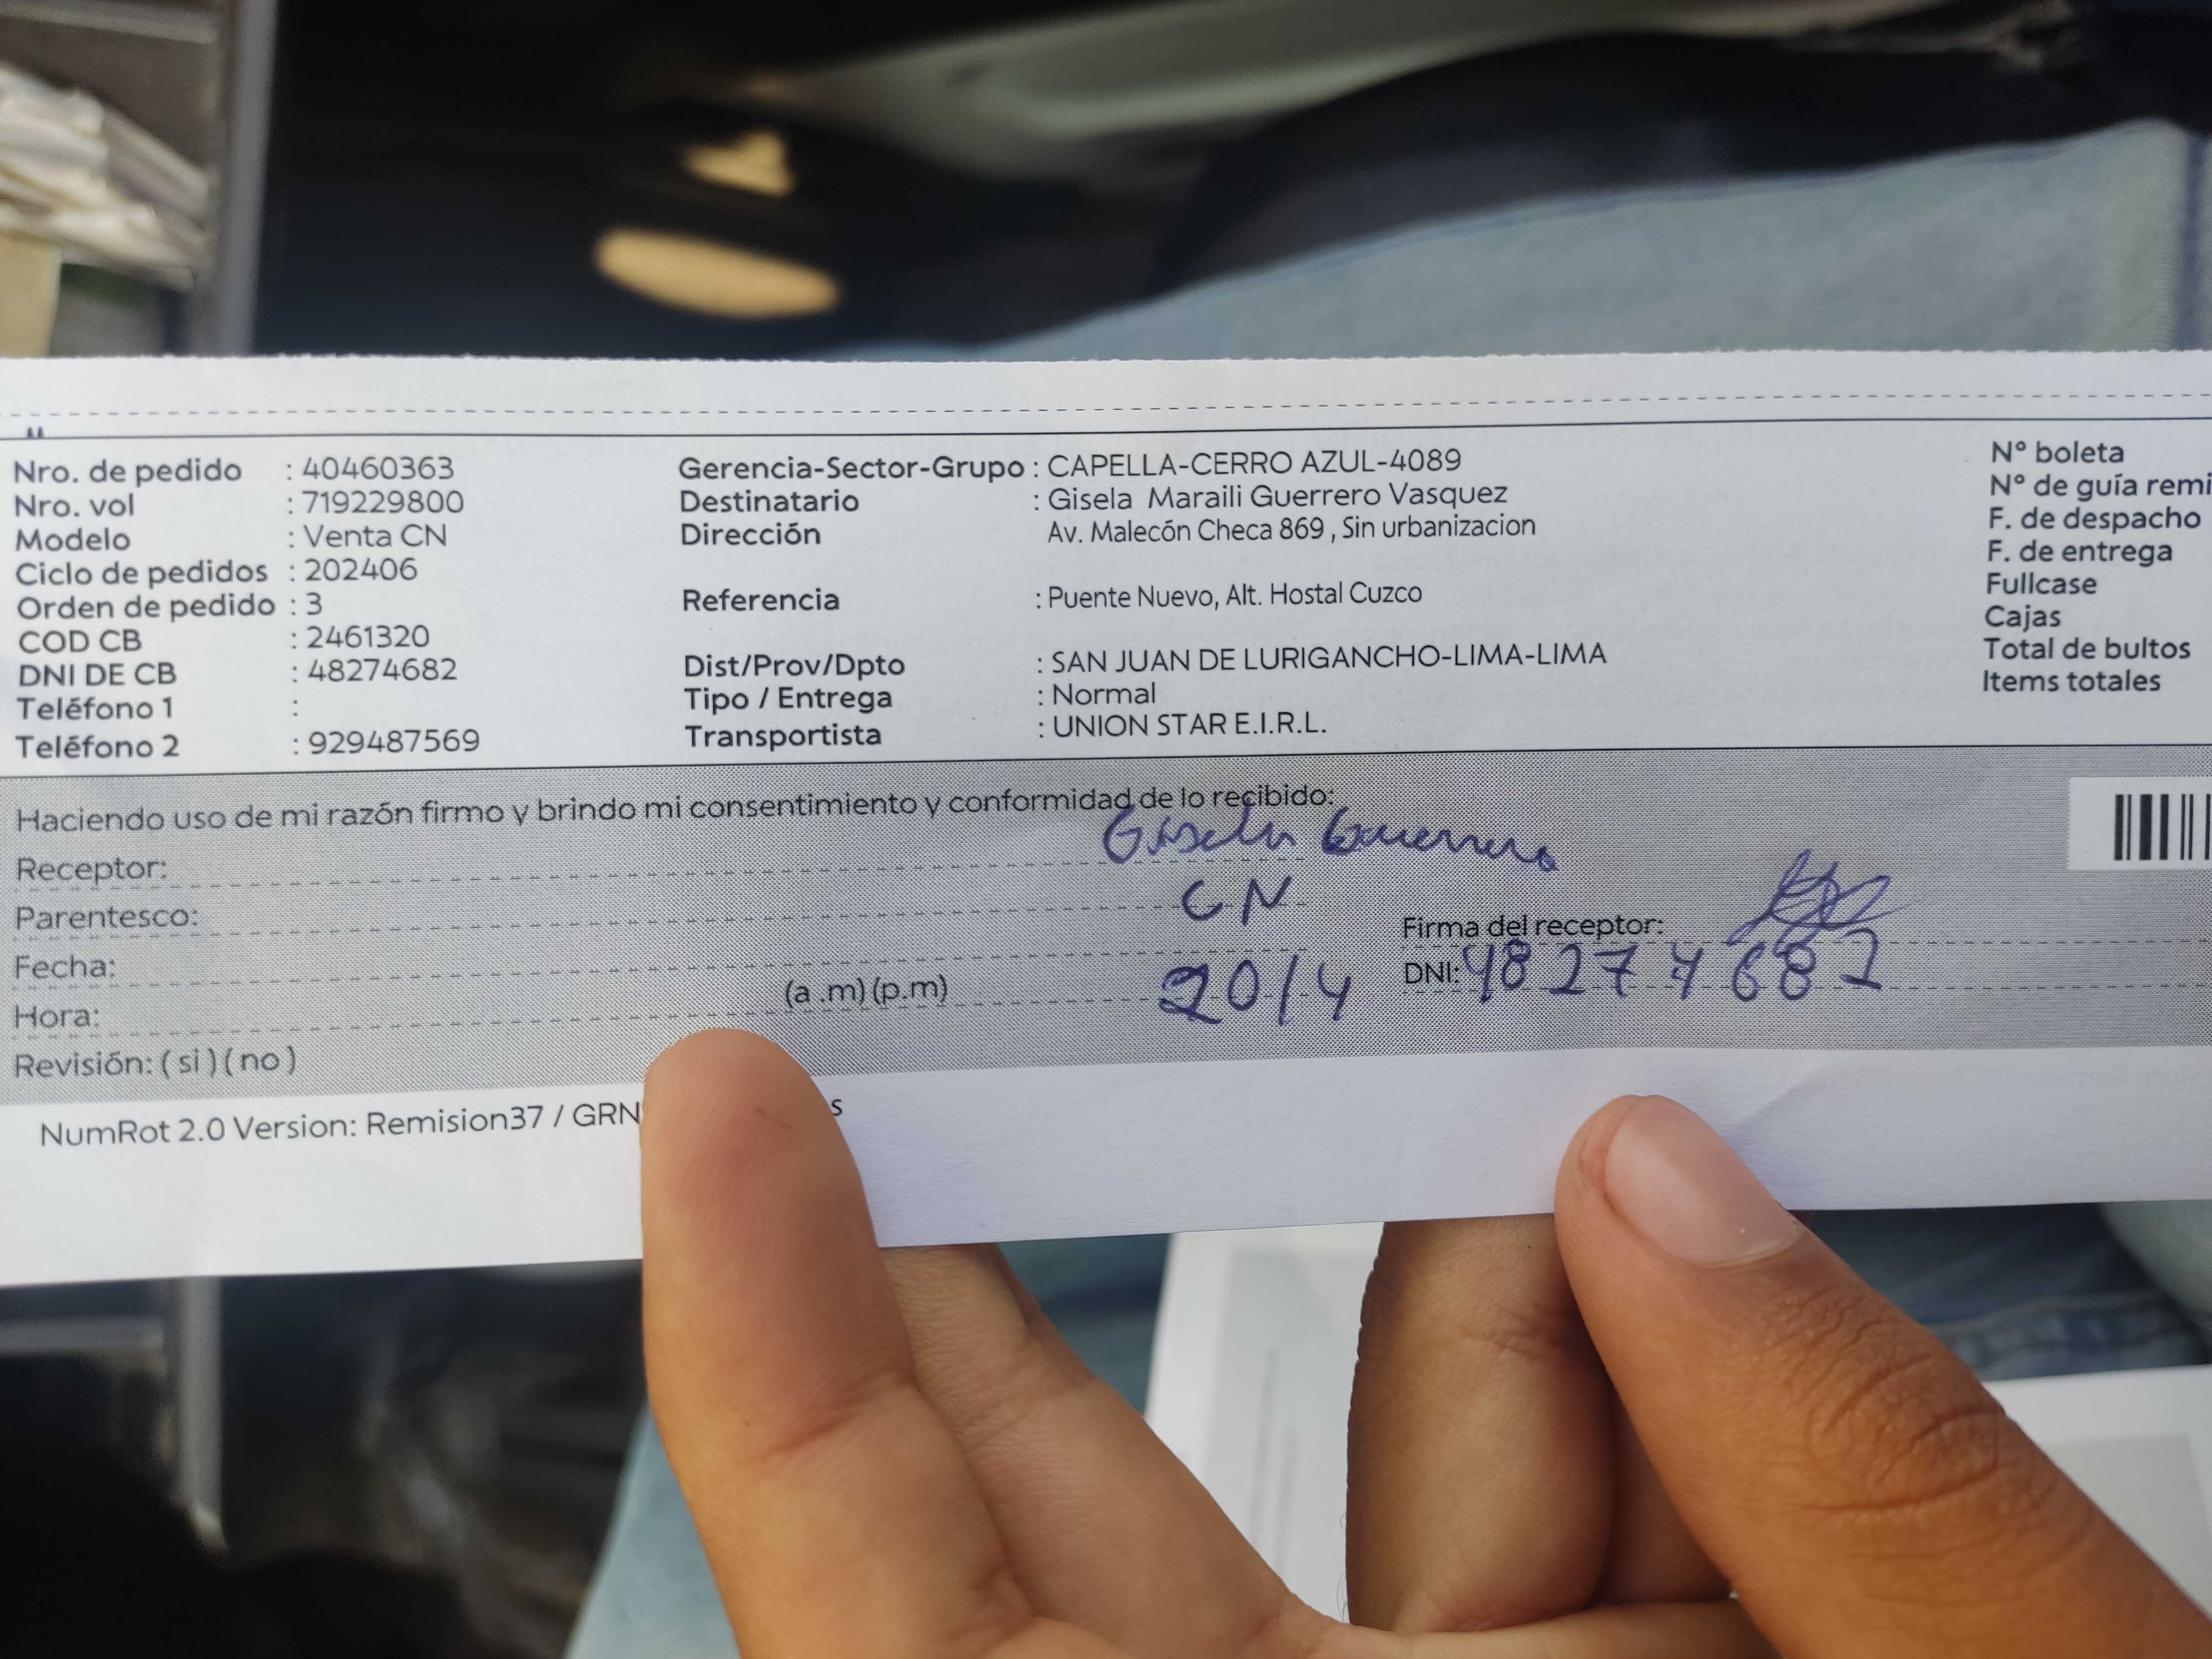 Nro. de pedido : 40460363
Nro. vol : 719229800
Modelo : Venta CN
Ciclo de pedidos : 202406
Orden de pedido : 3
COD CB : 2461320
DNI DE CB : 48274682
Teléfono 1 :
Teléfono 2 : 929487569
Gerencia-Sector-Grupo : CAPELLA-CERRO AZUL-4089
Destinatario : Gisela Maraili Guerrero Vasquez
Dirección Av. Malecón Checa 869 , Sin urbanizacion
Referencia : Puente Nuevo, Alt. Hostal Cuzco
Dist/Prov/Dpto : SAN JUAN DE LURIGANCHO-LIMA-LIMA
Tipo / Entrega : Normal
Transportista : UNION STAR E.I.R.L.
N° boleta
N° de guía remi
F. de despacho
F. de entrega
Fullcase
Cajas
Total de bultos
Items totales
Haciendo uso de mi razón firmo y brindo mi consentimiento y conformidad de lo recibido:
Receptor: Gisela Guerrero
Parentesco: CN
Firma del receptor:
Fecha: 20/4
DNI: 48274682
Hora: (a .m) (p.m)
Revisión: ( si ) ( no )
NumRot 2.0 Version: Remision37 / GRN